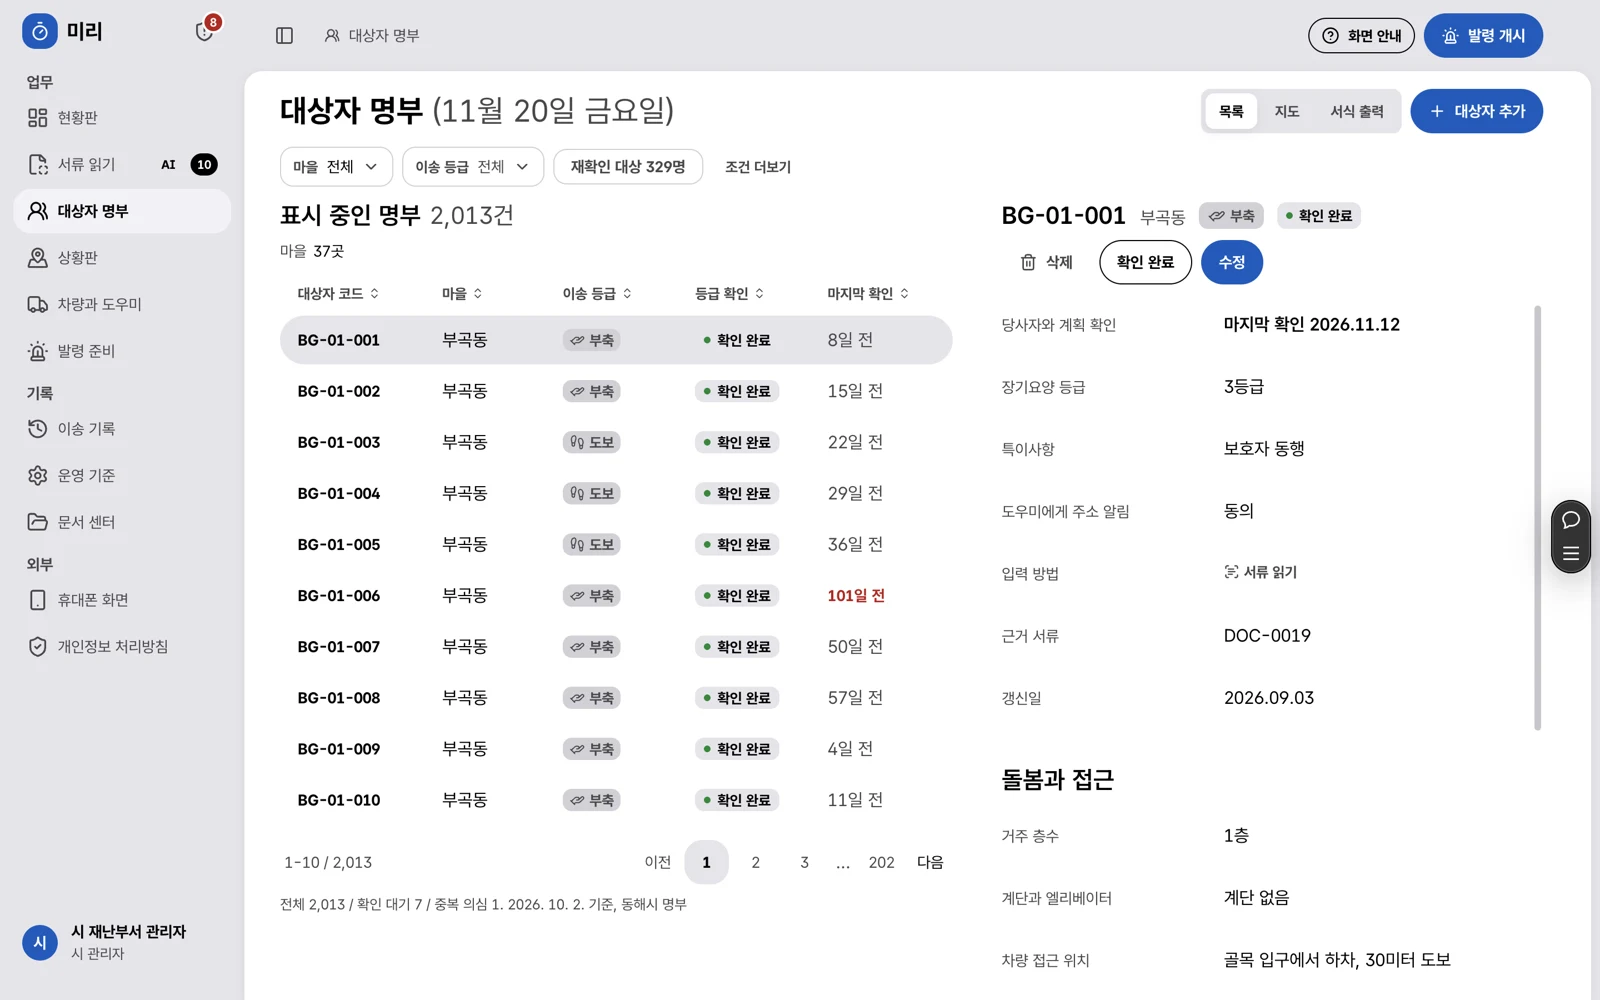 미리
8
대상자 명부
화면 안내
발령 개시
업무
현황판
서류 읽기 AI 10
대상자 명부
상황판
차량과 도우미
발령 준비
기록
이송 기록
운영 기준
문서 센터
외부
휴대폰 화면
개인정보 처리방침
시
시 재난부서 관리자
시 관리자
대상자 명부 (11월 20일 금요일)
목록 지도 서식 출력
대상자 추가
마을 전체
이송 등급 전체
재확인 대상 329명
조건 더보기
표시 중인 명부 2,013건
마을 37곳
대상자 코드 마을 이송 등급 등급 확인 마지막 확인
BG-01-001 부곡동 부축 확인 완료 8일 전
BG-01-002 부곡동 부축 확인 완료 15일 전
BG-01-003 부곡동 도보 확인 완료 22일 전
BG-01-004 부곡동 도보 확인 완료 29일 전
BG-01-005 부곡동 도보 확인 완료 36일 전
BG-01-006 부곡동 부축 확인 완료 101일 전
BG-01-007 부곡동 부축 확인 완료 50일 전
BG-01-008 부곡동 부축 확인 완료 57일 전
BG-01-009 부곡동 부축 확인 완료 4일 전
BG-01-010 부곡동 부축 확인 완료 11일 전
1-10 / 2,013
이전 1 2 3 ... 202 다음
전체 2,013 / 확인 대기 7 / 중복 의심 1. 2026. 10. 2. 기준, 동해시 명부
BG-01-001 부곡동 부축 확인 완료
삭제 확인 완료 수정
당사자와 계획 확인 마지막 확인 2026.11.12
장기요양 등급 3등급
특이사항 보호자 동행
도우미에게 주소 알림 동의
입력 방법 서류 읽기
근거 서류 DOC-0019
갱신일 2026.09.03
돌봄과 접근
거주 층수 1층
계단과 엘리베이터 계단 없음
차량 접근 위치 골목 입구에서 하차, 30미터 도보